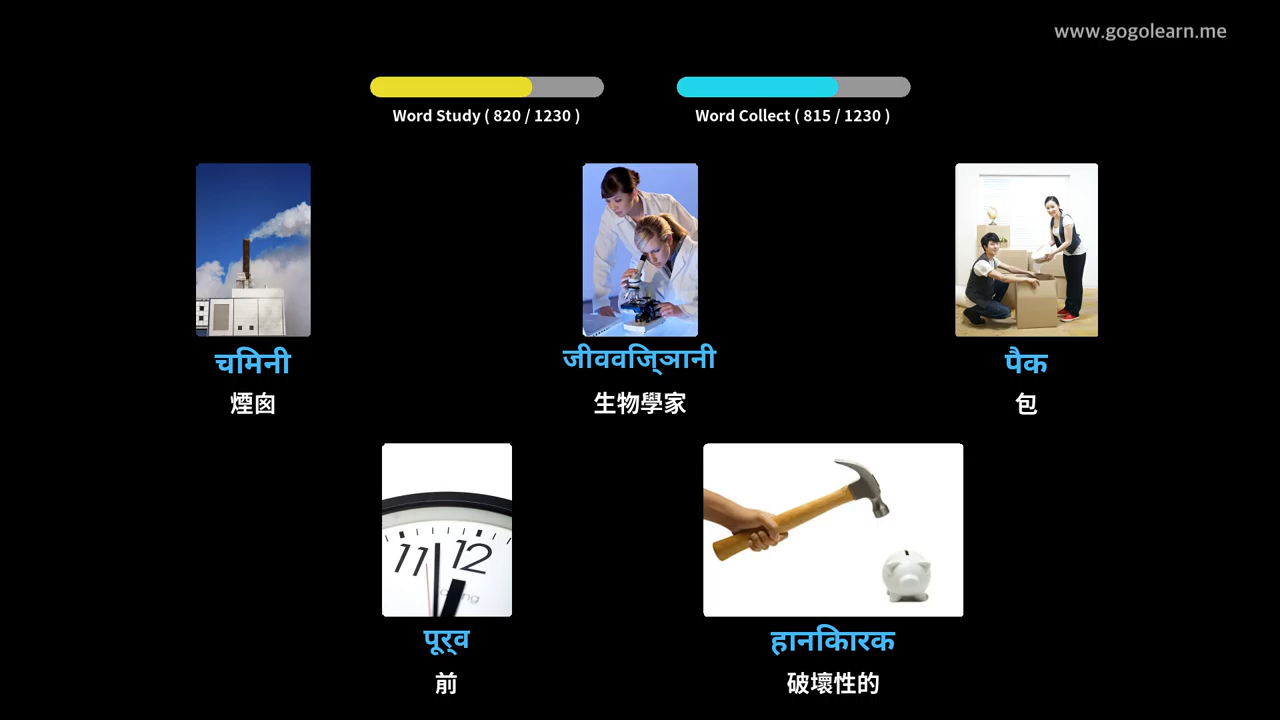 www.gogolearn.me
Word Study ( 820 / 1230 )
Word Collect ( 815 / 1230 )
चिमनी
जीवविज्ञानी
पैक
煙囪
生物學家
包
पूर्व
हानिकारक
前
破壞性的